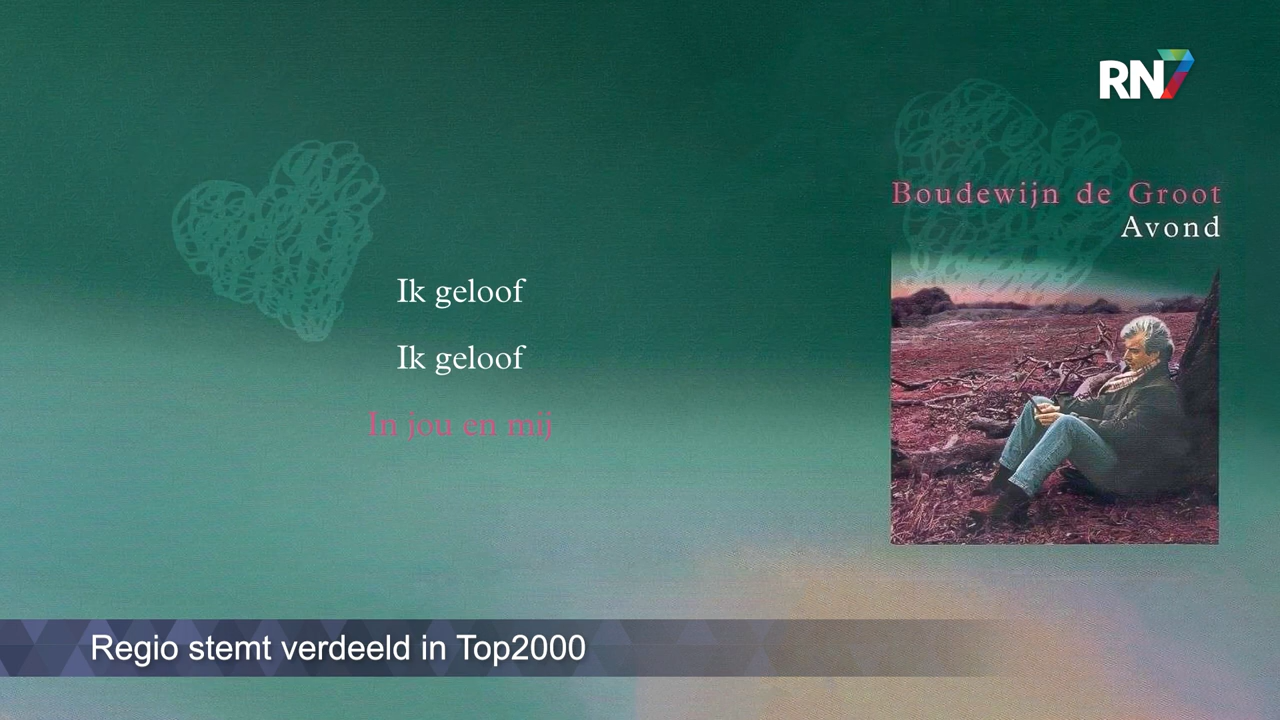 RN7
Boudewijn de Groot
Avond
Ik geloof
Ik geloof
In jou en mij
Regio stemt verdeeld in Top2000